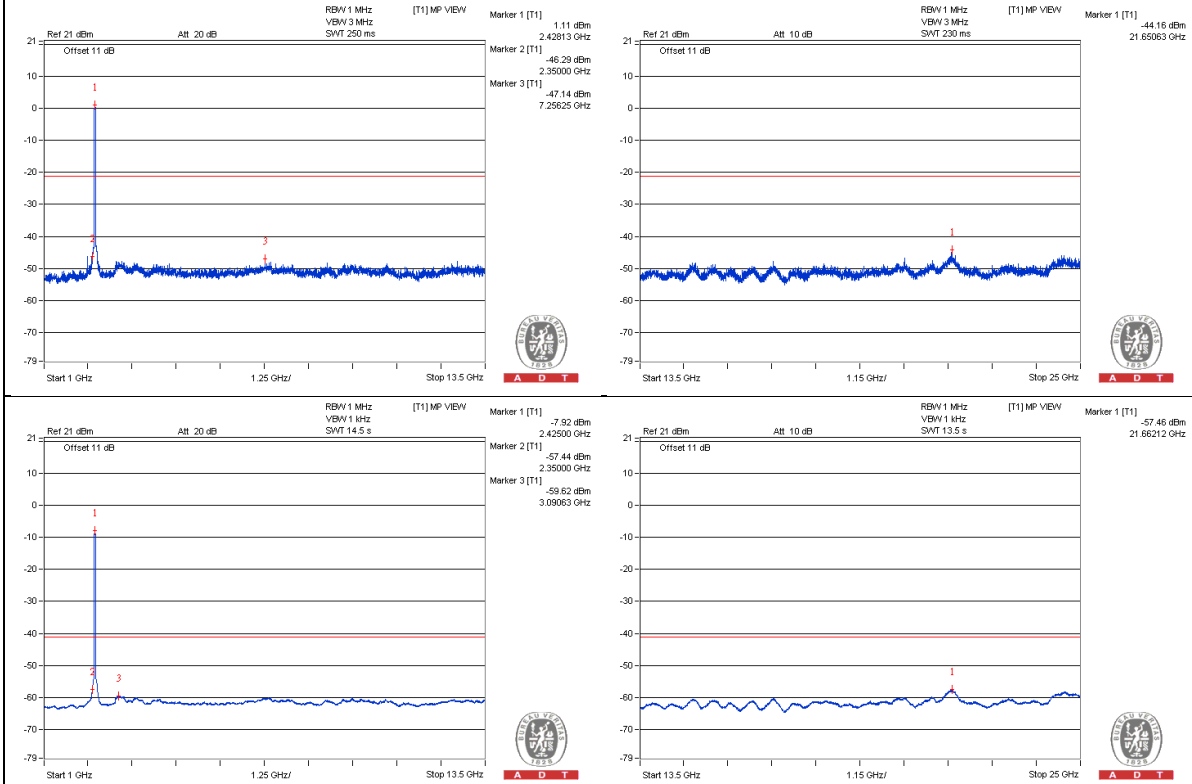 RBW 1 MHz [T1] MP VIEW
VBW 3 MHz
Ref 21 dBm Att 20 dB SWT 250 ms
Marker 1 [T1]
1.11 dBm
2.42813 GHz
Marker 2 [T1]
-46.29 dBm
2.35000 GHz
Marker 3 [T1]
-47.14 dBm
7.25625 GHz
Offset 11 dB
21
10
0
-10
-20
-30
-40
-50
-60
-70
-79
1
2
3
Start 1 GHz 1.25 GHz/ Stop 13.5 GHz
BUREAU VERITAS
1828
A D T
RBW 1 MHz [T1] MP VIEW
VBW 3 MHz
Ref 21 dBm Att 10 dB SWT 230 ms
Marker 1 [T1]
-44.16 dBm
21.65063 GHz
Offset 11 dB
21
10
0
-10
-20
-30
-40
-50
-60
-70
-79
1
Start 13.5 GHz 1.15 GHz/ Stop 25 GHz
BUREAU VERITAS
1828
A D T
RBW 1 MHz [T1] MP VIEW
VBW 1 kHz
Ref 21 dBm Att 20 dB SWT 14.5 s
Marker 1 [T1]
-7.92 dBm
2.42500 GHz
Marker 2 [T1]
-57.44 dBm
2.35000 GHz
Marker 3 [T1]
-59.62 dBm
3.09063 GHz
Offset 11 dB
21
10
0
-10
-20
-30
-40
-50
-60
-70
-79
1
2
3
Start 1 GHz 1.25 GHz/ Stop 13.5 GHz
BUREAU VERITAS
1828
A D T
RBW 1 MHz [T1] MP VIEW
VBW 1 kHz
Ref 21 dBm Att 10 dB SWT 13.5 s
Marker 1 [T1]
-57.46 dBm
21.66212 GHz
Offset 11 dB
21
10
0
-10
-20
-30
-40
-50
-60
-70
-79
1
Start 13.5 GHz 1.15 GHz/ Stop 25 GHz
BUREAU VERITAS
1828
A D T